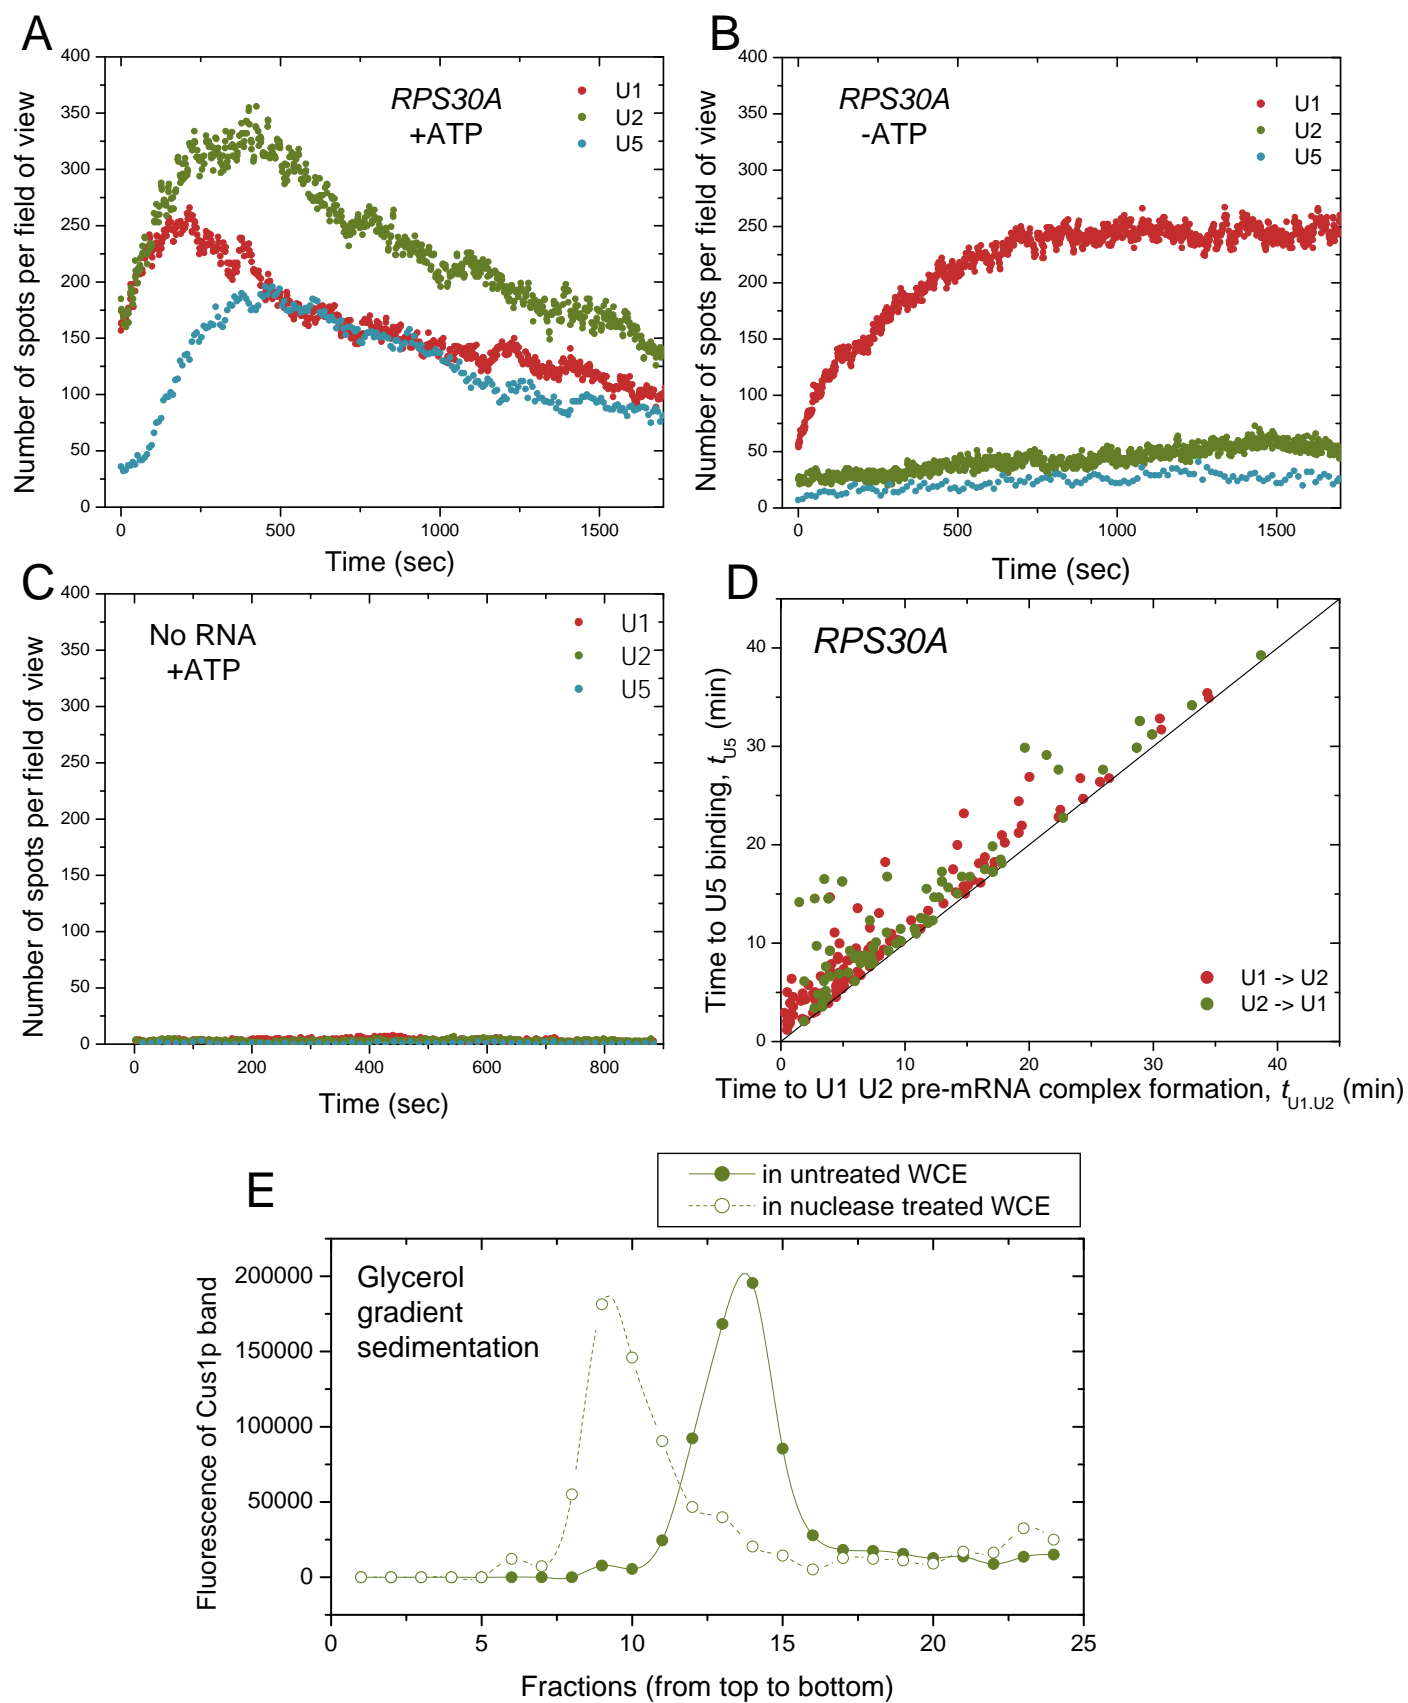 A
Number of spots per field of view
400
350
300
250
200
150
100
50
0
RPS30A
+ATP
U1
U2
U5
0 500 1000 1500
Time (sec)
B
Number of spots per field of view
400
350
300
250
200
150
100
50
0
RPS30A
-ATP
U1
U2
U5
0 500 1000 1500
Time (sec)
C
Number of spots per field of view
400
350
300
250
200
150
100
50
0
No RNA
+ATP
U1
U2
U5
0 200 400 600 800
Time (sec)
D
Time to U5 binding, tU5 (min)
40
30
20
10
0
RPS30A
U1 -> U2
U2 -> U1
0 10 20 30 40
Time to U1 U2 pre-mRNA complex formation, tU1.U2 (min)
E
in untreated WCE
in nuclease treated WCE
Fluorescence of Cus1p band
200000
150000
100000
50000
0
Glycerol
gradient
sedimentation
0 5 10 15 20 25
Fractions (from top to bottom)